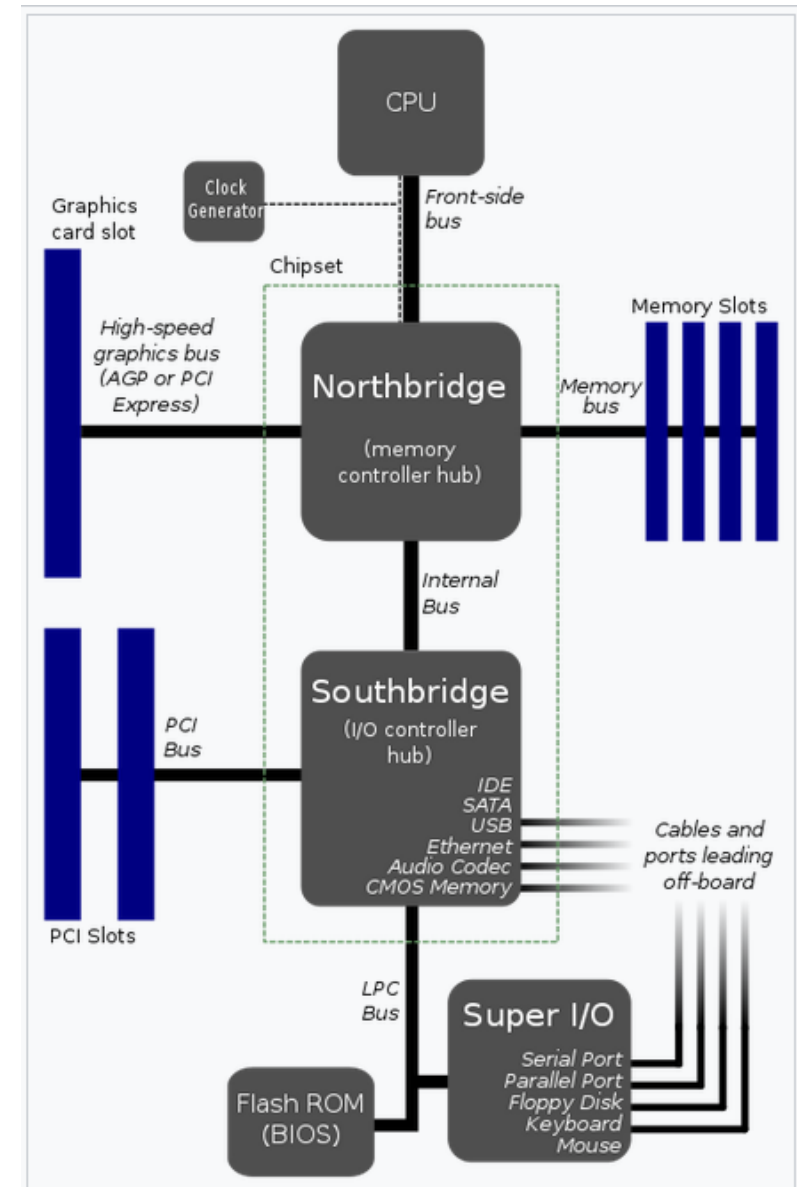 CPU
Clock
Generator
Front-side
bus
Graphics
card slot
Chipset
High-speed
graphics bus
(AGP or PCI
Express)
Northbridge
(memory
controller hub)
Memory Slots
Memory
bus
Internal
Bus
Southbridge
(I/O controller
hub)
IDE
SATA
USB
Ethernet
Audio Codec
CMOS Memory
PCI
Bus
PCI Slots
Cables and
ports leading
off-board
LPC
Bus
Super I/O
Serial Port
Parallel Port
Floppy Disk
Keyboard
Mouse
Flash ROM
(BIOS)